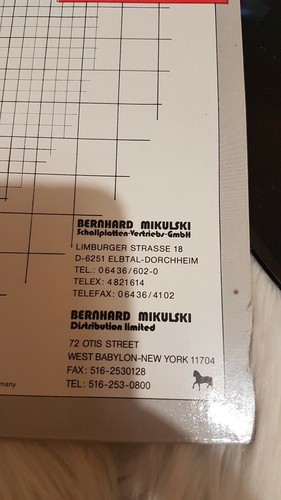 BERNHARD MIKULSKI
Schallplatten-Vertriebs-GmbH
LIMBURGER STRASSE 18
D-6251 ELBTAL-DORCHHEIM
TEL.: 06436/602-0
TELEX: 4821614
TELEFAX: 06436/4102
BERNHARD MIKULSKI
Distribution limited
72 OTIS STREET
WEST BABYLON-NEW YORK 11704
FAX: 516-2530128
TEL: 516-253-0800
many